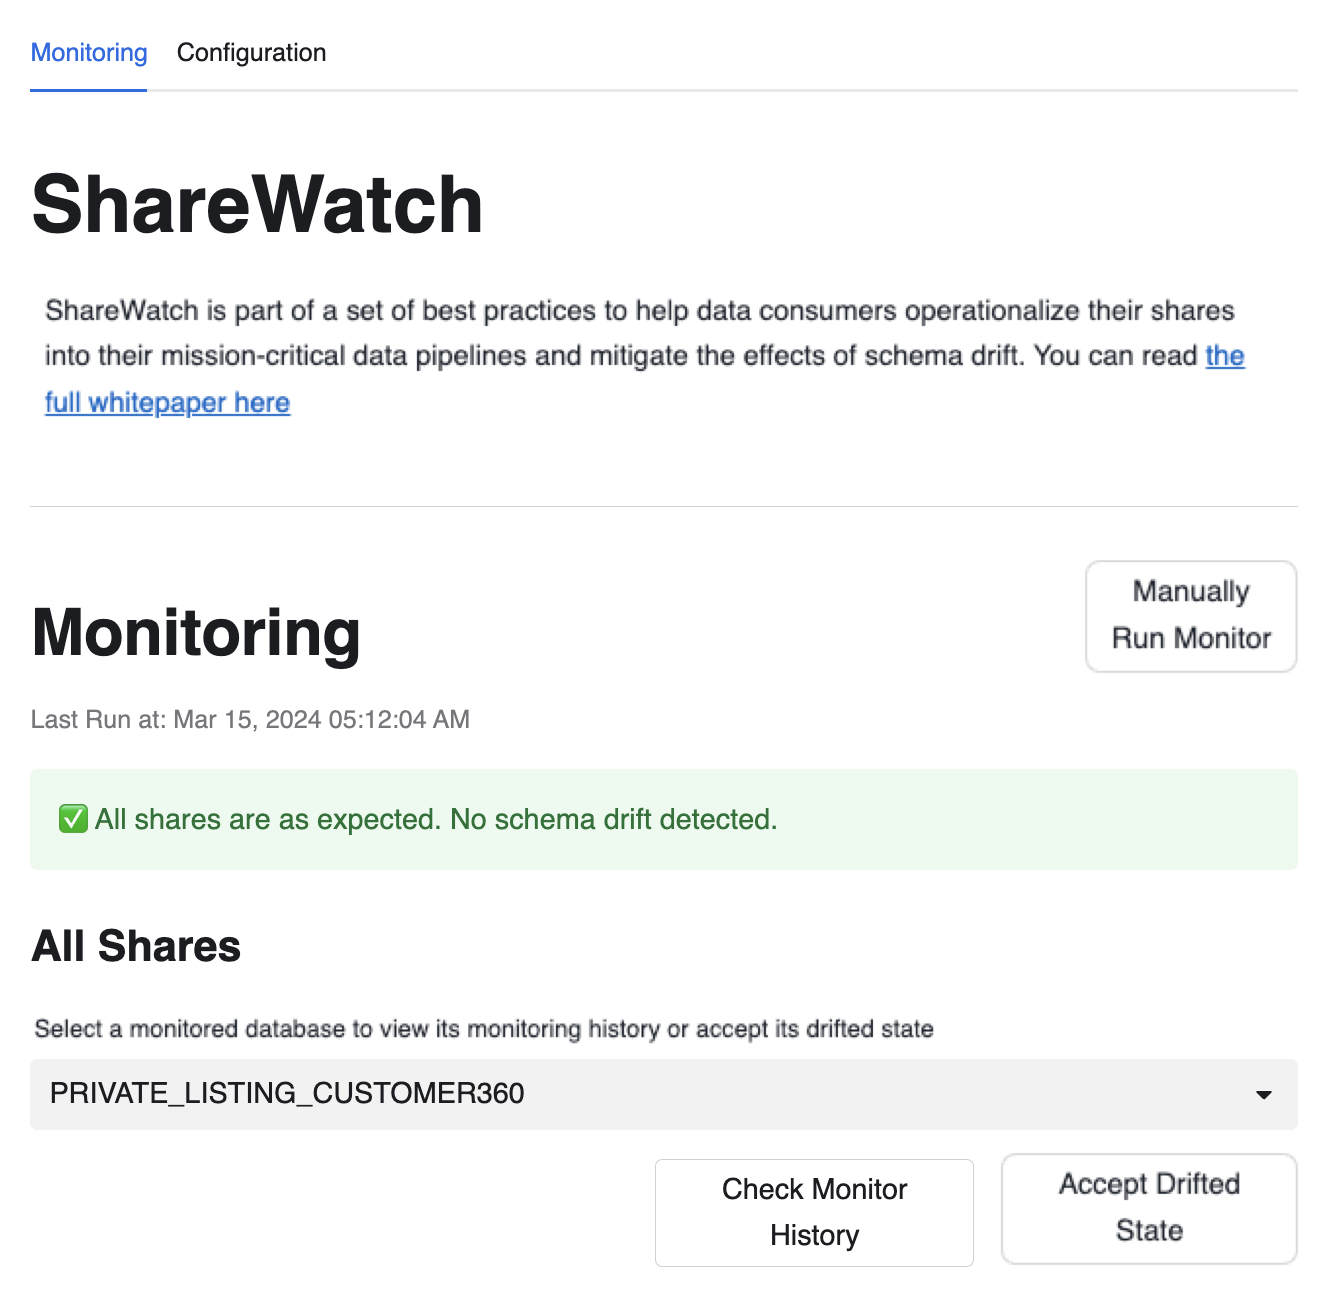 Monitoring Configuration
ShareWatch
ShareWatch is part of a set of best practices to help data consumers operationalize their shares
into their mission-critical data pipelines and mitigate the effects of schema drift. You can read the
full whitepaper here
Manually
Run Monitor
Monitoring
Last Run at: Mar 15, 2024 05:12:04 AM
✅ All shares are as expected. No schema drift detected.
All Shares
Select a monitored database to view its monitoring history or accept its drifted state
PRIVATE_LISTING_CUSTOMER360
Check Monitor
History
Accept Drifted
State